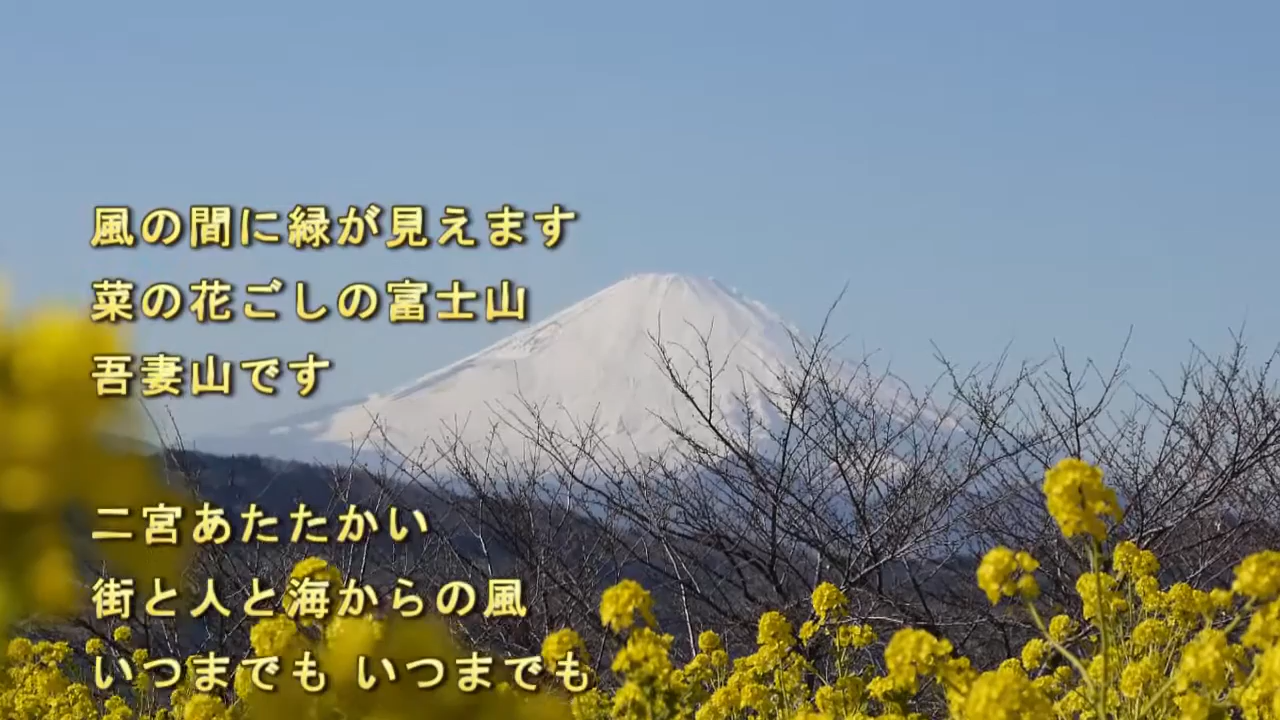 風の間に緑が見えます
菜の花ごしの富士山
吾妻山です
二宮あたたかい
街と人と海からの風
いつまでも いつまでも